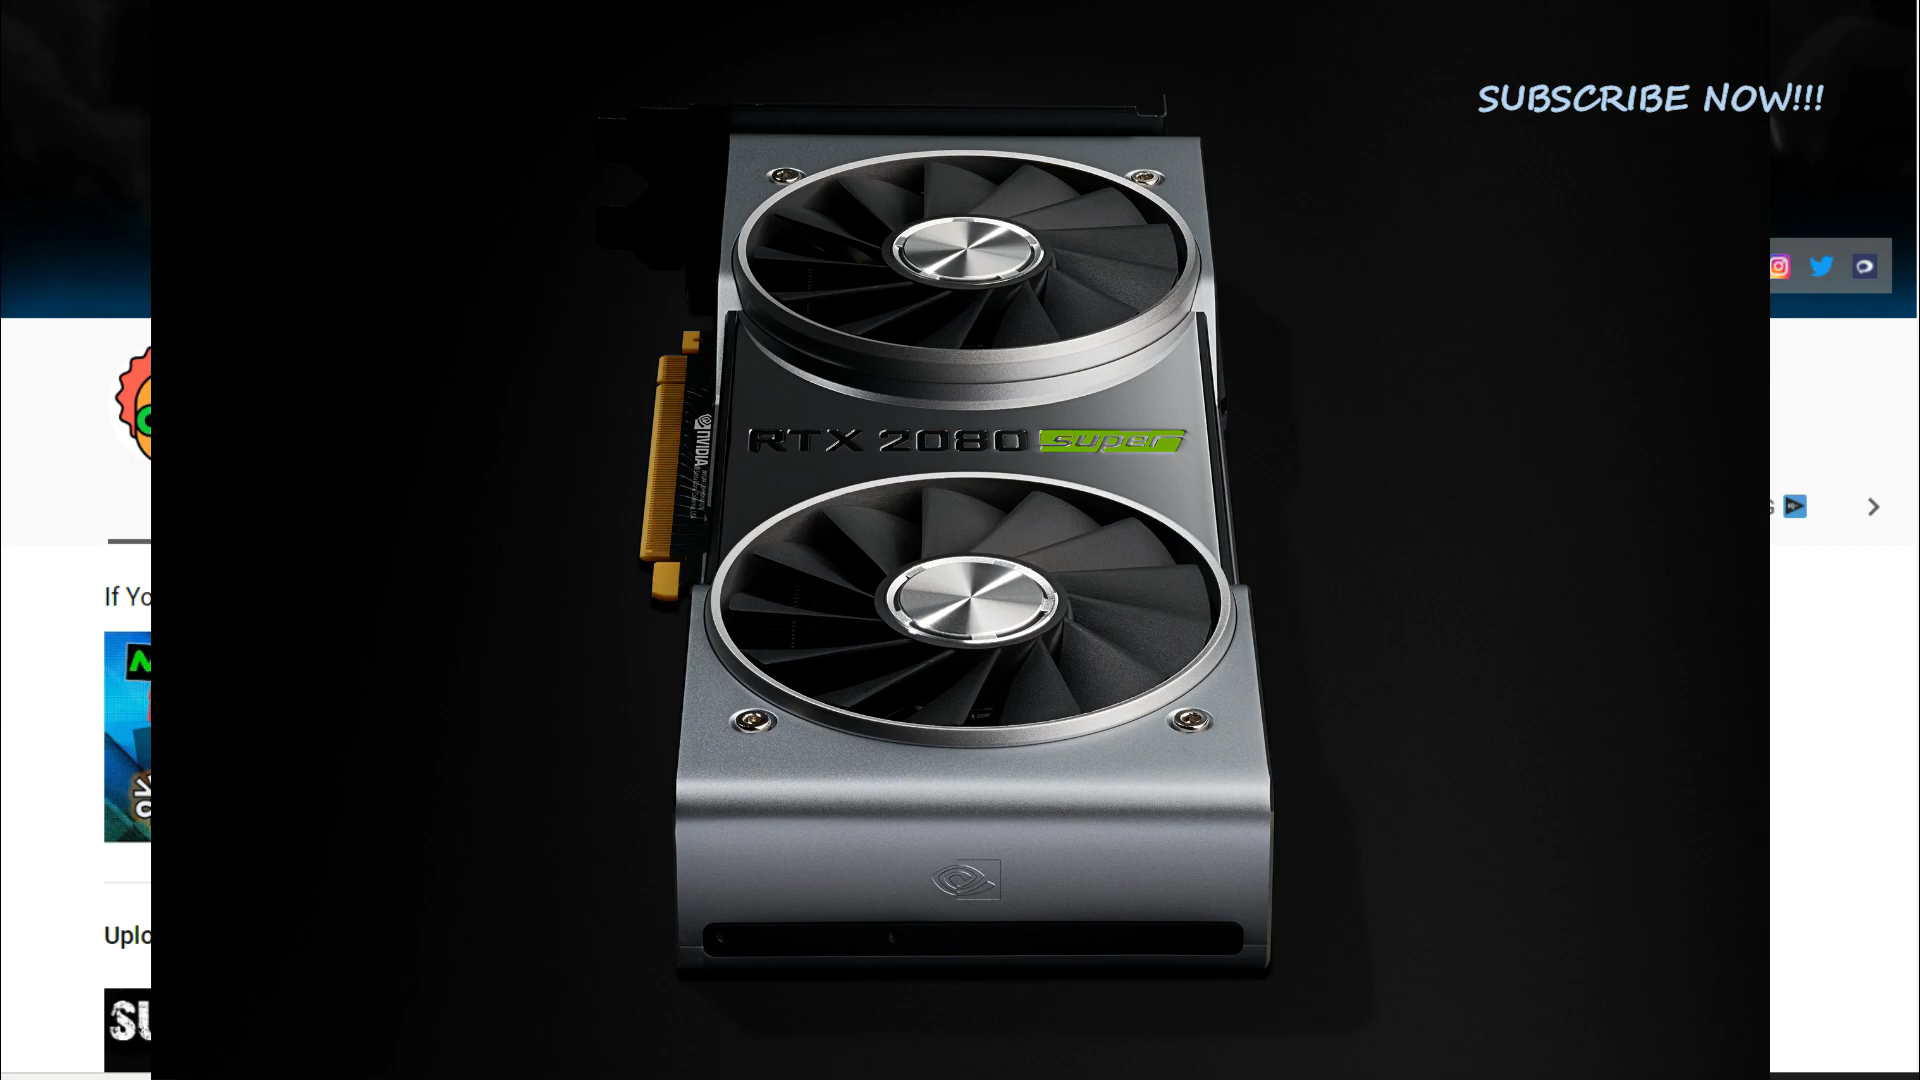 SUBSCRIBE NOW!!!
RTX 2080 super
NVIDIA
If Yo
Uplo
SU